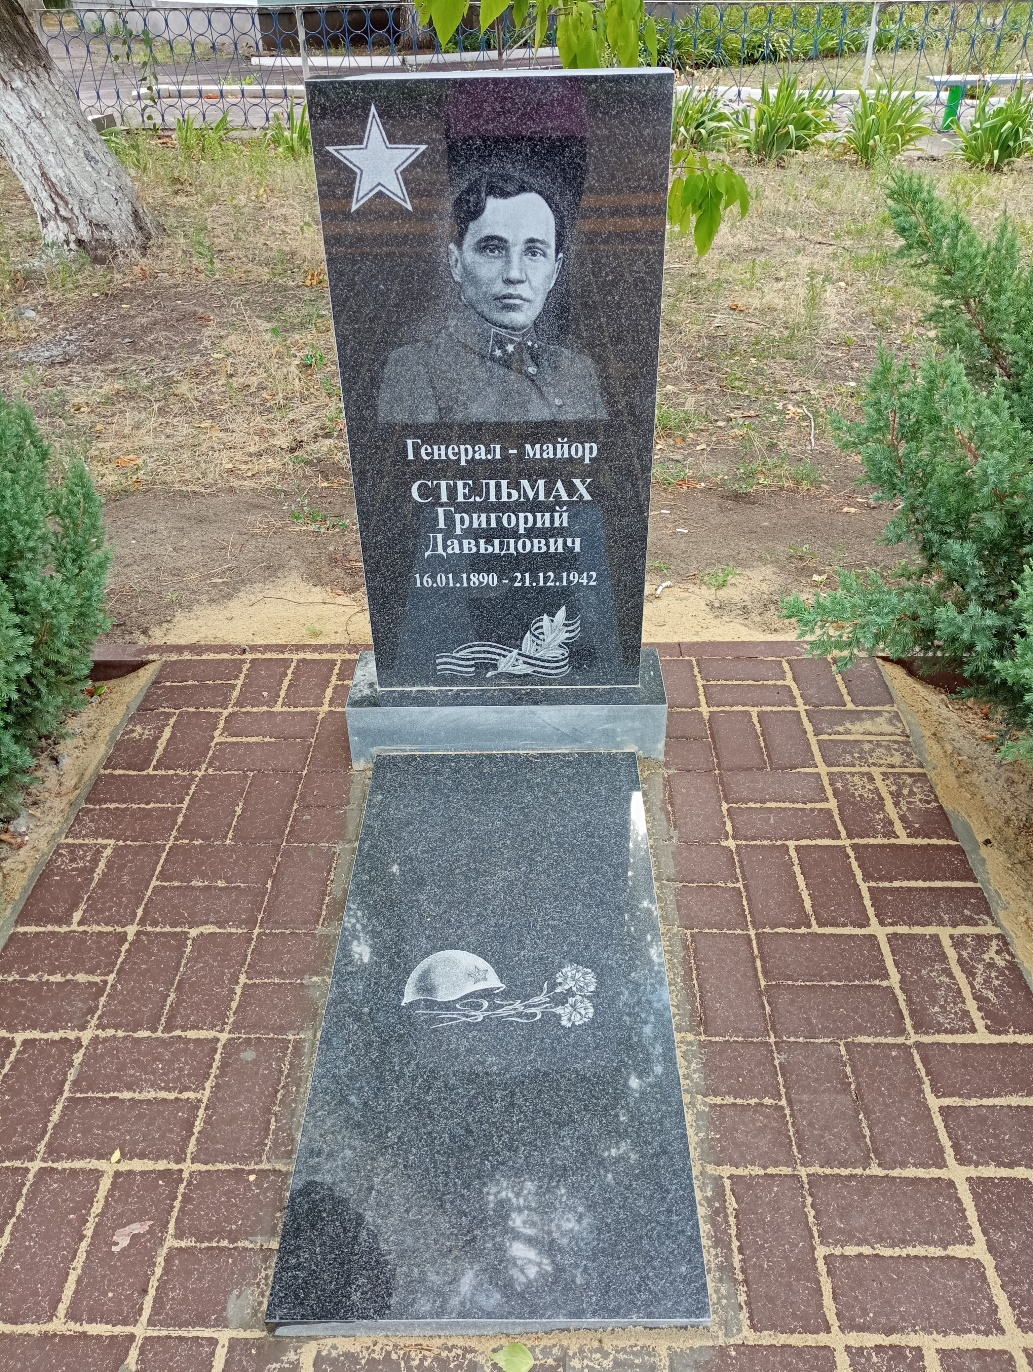 Генерал - майор
СТЕЛЬМАХ
Григорий
Давыдович
16.01.1890 - 21.12.1942